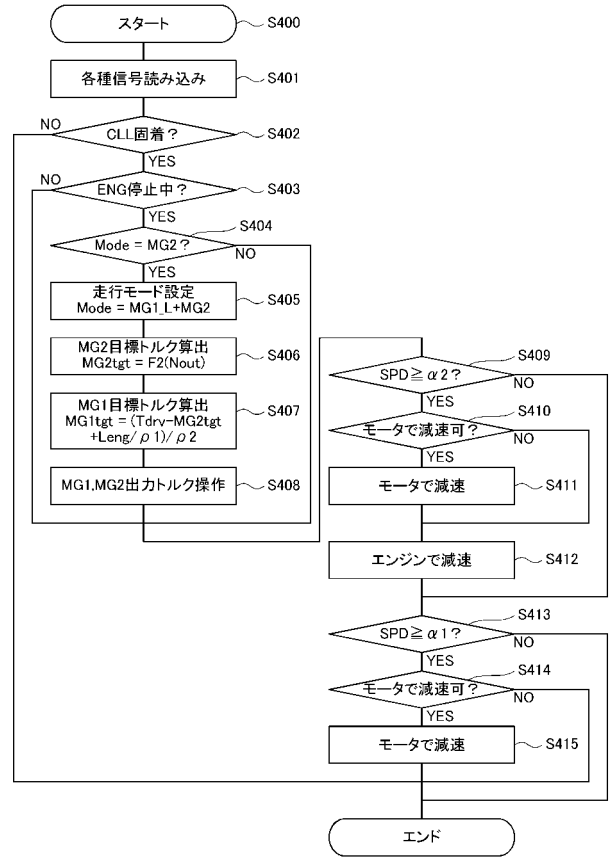 スタート
S400
各種信号読み込み
S401
NO
CLL固着？
S402
YES
NO
ENG停止中？
S403
YES
S404
Mode = MG2？
NO
YES
走行モード設定
Mode = MG1_L+MG2
S405
MG2目標トルク算出
MG2tgt = F2(Nout)
S406
MG1目標トルク算出
MG1tgt = (Tdrv-MG2tgt
+Leng/ρ1)/ρ2
S407
MG1,MG2出力トルク操作
S408
S409
SPD≧α2？
NO
YES
S410
モータで減速可？
NO
YES
モータで減速
S411
エンジンで減速
S412
S413
SPD≧α1？
NO
YES
S414
モータで減速可？
NO
YES
モータで減速
S415
エンド